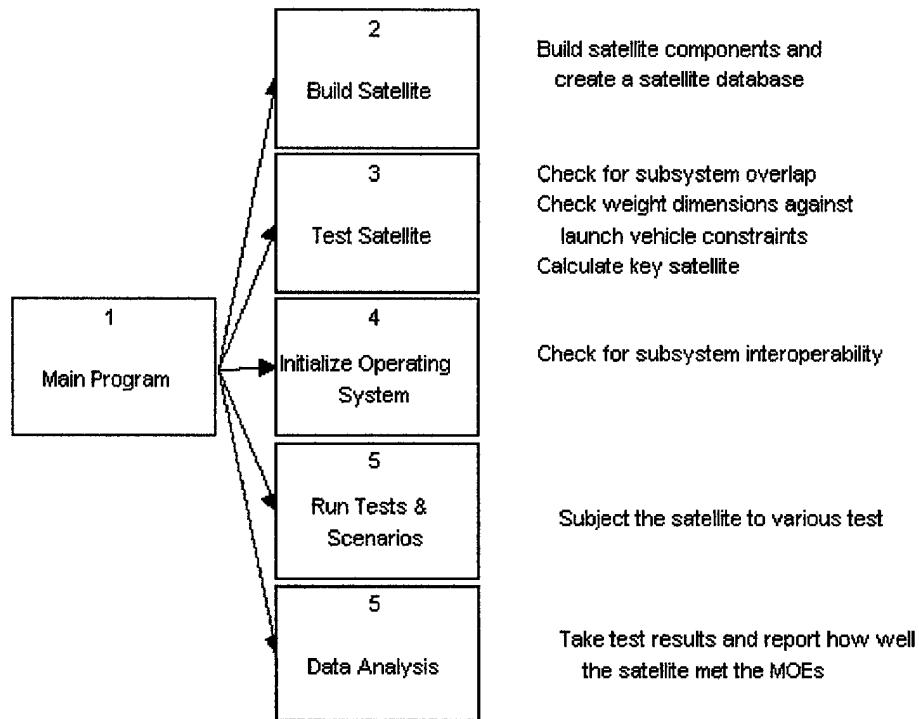 2
Build Satellite
Build satellite components and
create a satellite database
3
Test Satellite
Check for subsystem overlap
Check weight dimensions against
launch vehicle constraints
Calculate key satellite
1
Main Program
4
Initialize Operating
System
Check for subsystem interoperability
5
Run Tests &
Scenarios
Subject the satellite to various test
5
Data Analysis
Take test results and report how well
the satellite met the MOEs